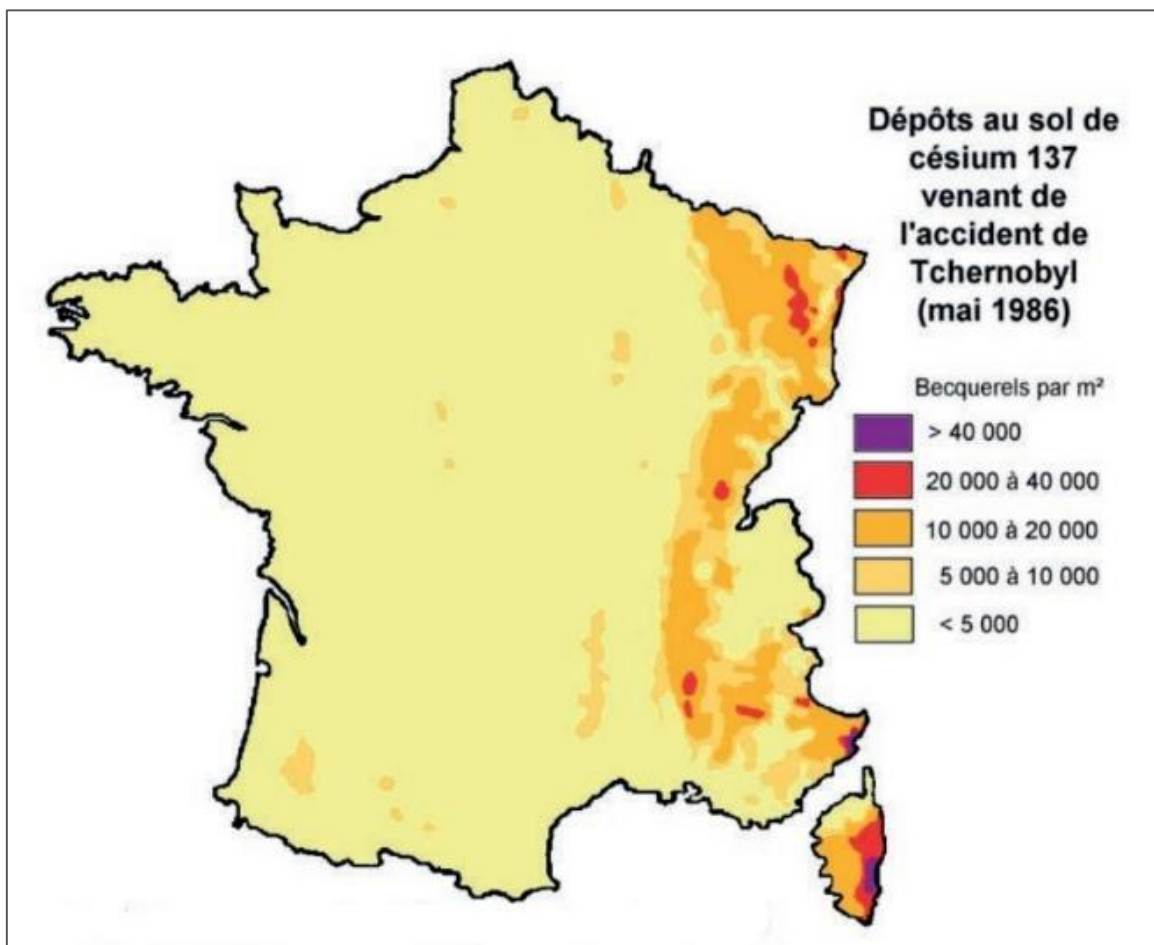 Dépôts au sol de
césium 137
venant de
l'accident de
Tchernobyl
(mai 1986)
Becquerels par m²
> 40 000
20 000 à 40 000
10 000 à 20 000
5 000 à 10 000
< 5 000